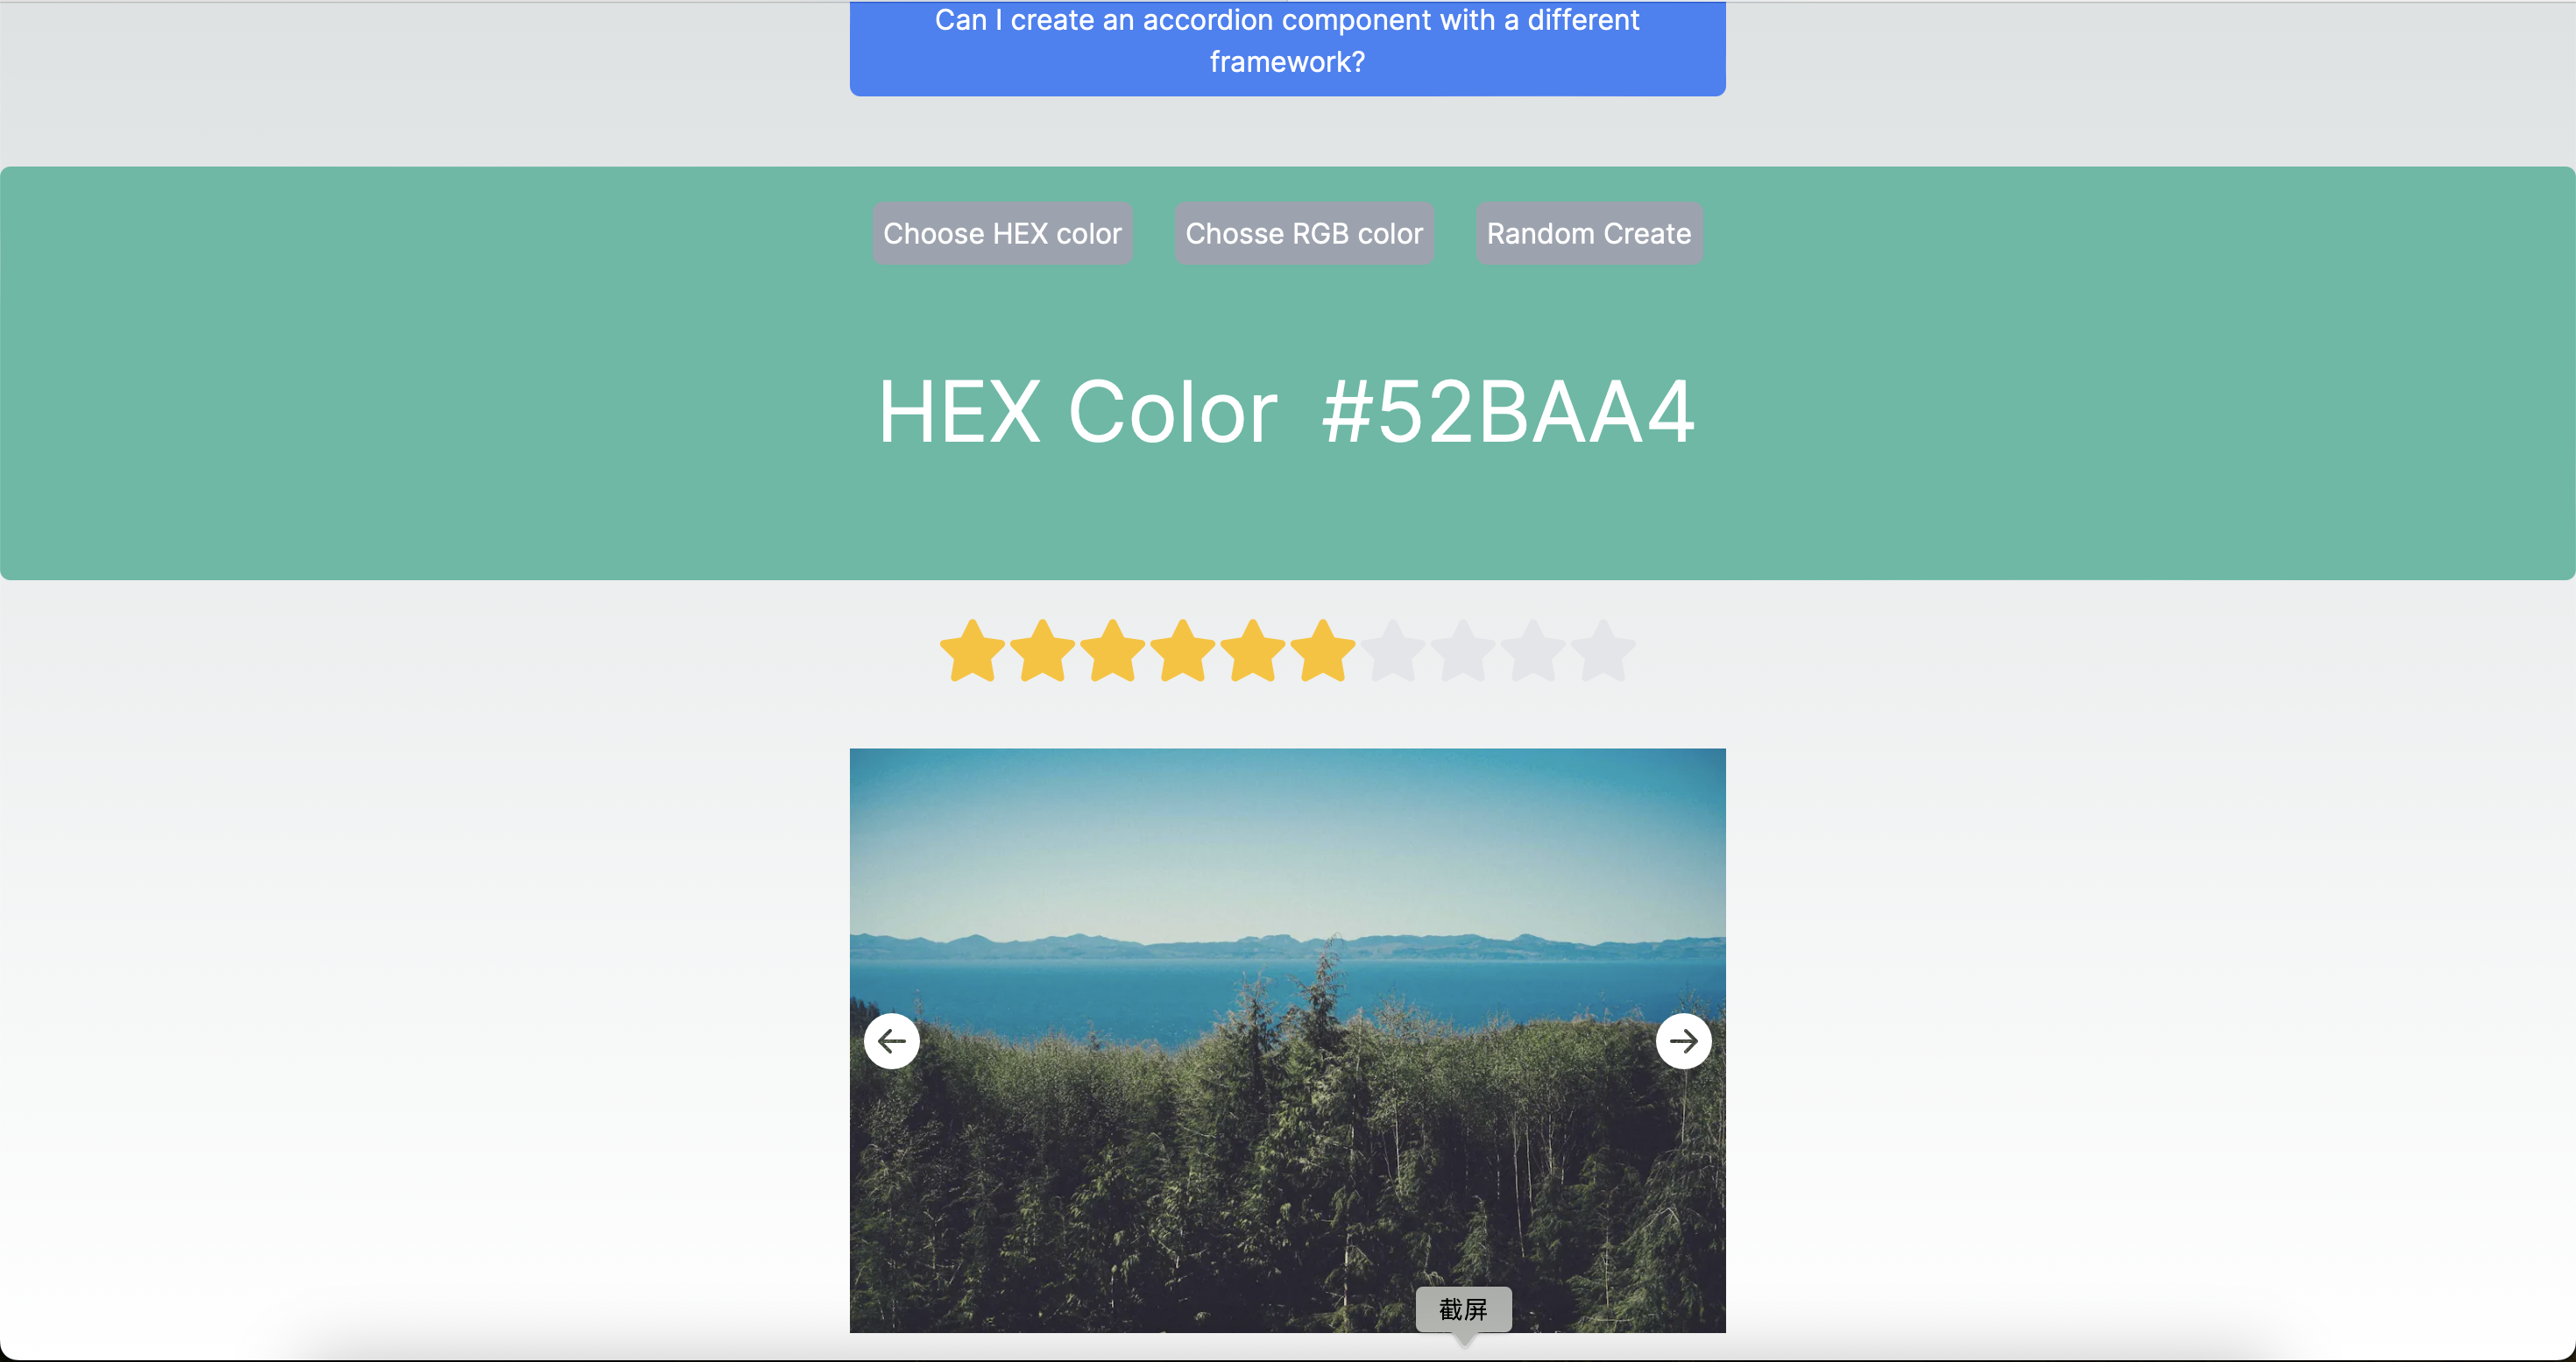 Can I create an accordion component with a different
framework?
Choose HEX color
Chosse RGB color
Random Create
HEX Color #52BAA4
截屏